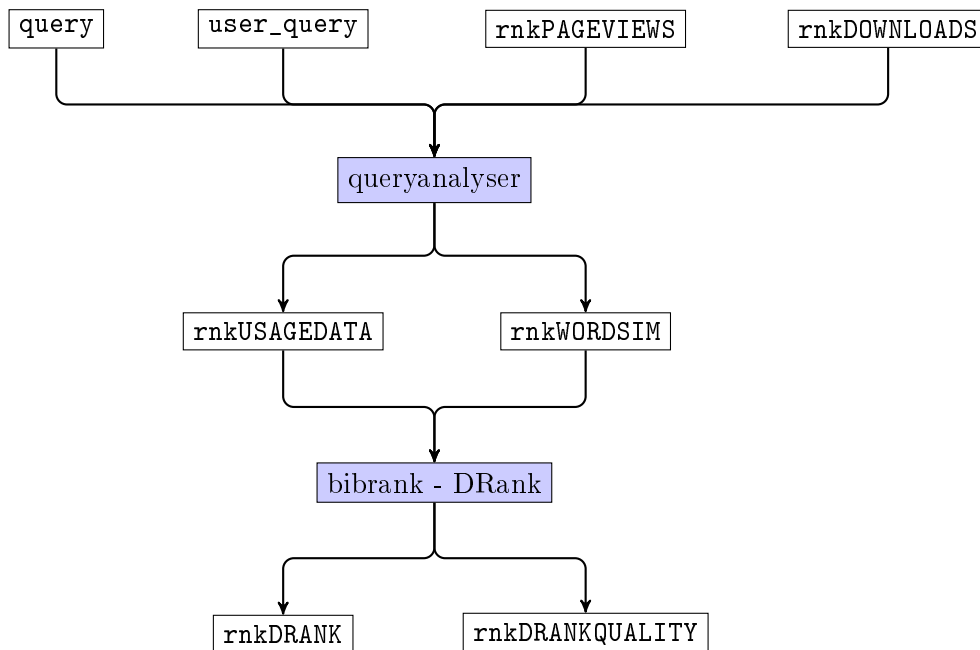 query
user_query
rnkPAGEVIEWS
rnkDOWNLOADS
queryanalyser
rnkUSAGEDATA
rnkWORDSIM
bibrank - DRank
rnkDRANK
rnkDRANKQUALITY